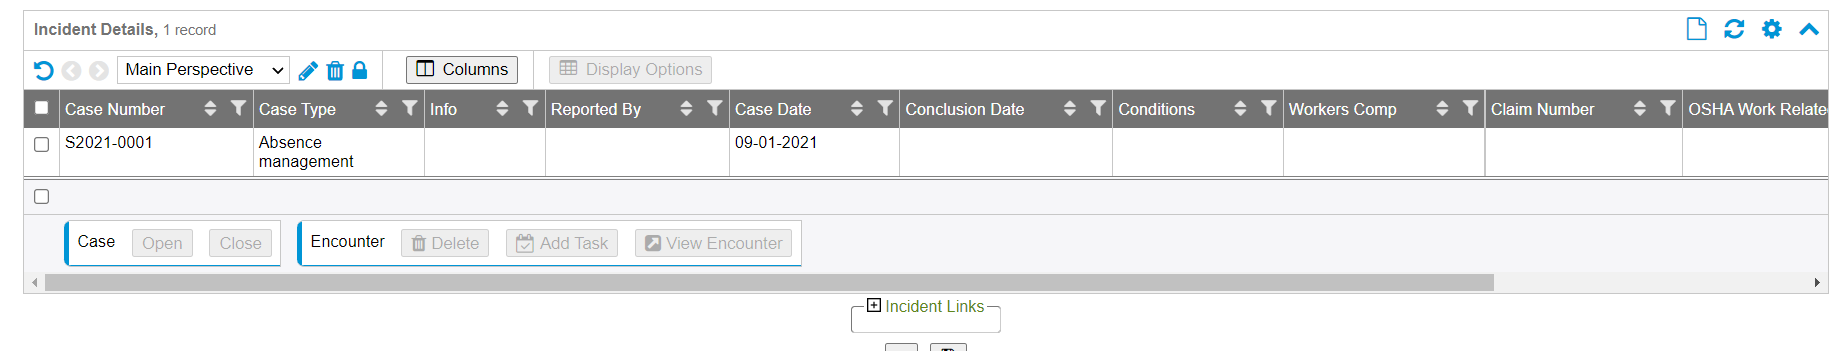 Incident Details, 1 record
Main Perspective Columns Display Options
Case Number Case Type Info Reported By Case Date Conclusion Date Conditions Workers Comp Claim Number OSHA Work Relate
S2021-0001 Absence 09-01-2021
management
Case Open Close Encounter Delete Add Task View Encounter
Incident Links